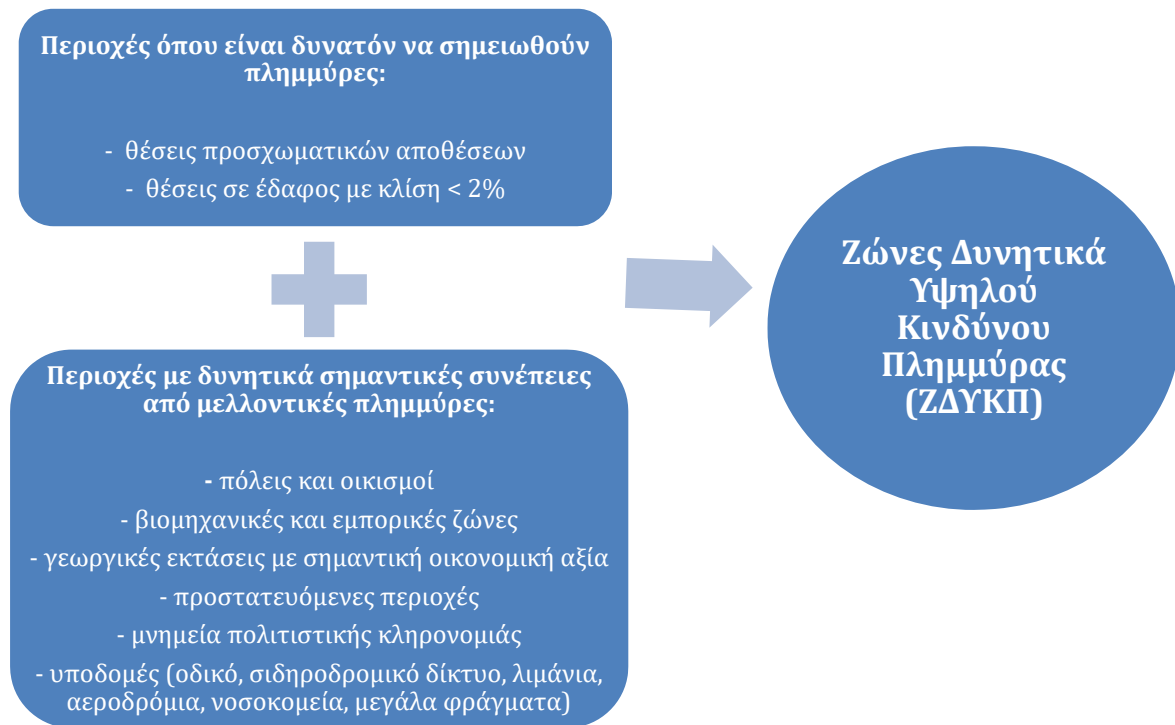 Περιοχές όπου είναι δυνατόν να σημειωθούν
πλημμύρες:
- θέσεις προσχωματικών αποθέσεων
- θέσεις σε έδαφος με κλίση < 2%
Περιοχές με δυνητικά σημαντικές συνέπειες
από μελλοντικές πλημμύρες:
- πόλεις και οικισμοί
- βιομηχανικές και εμπορικές ζώνες
- γεωργικές εκτάσεις με σημαντική οικονομική αξία
- προστατευόμενες περιοχές
- μνημεία πολιτιστικής κληρονομιάς
- υποδομές (οδικό, σιδηροδρομικό δίκτυο, λιμάνια,
αεροδρόμια, νοσοκομεία, μεγάλα φράγματα)
Ζώνες Δυνητικά
Υψηλού
Κινδύνου
Πλημμύρας
(ΖΔΥΚΠ)